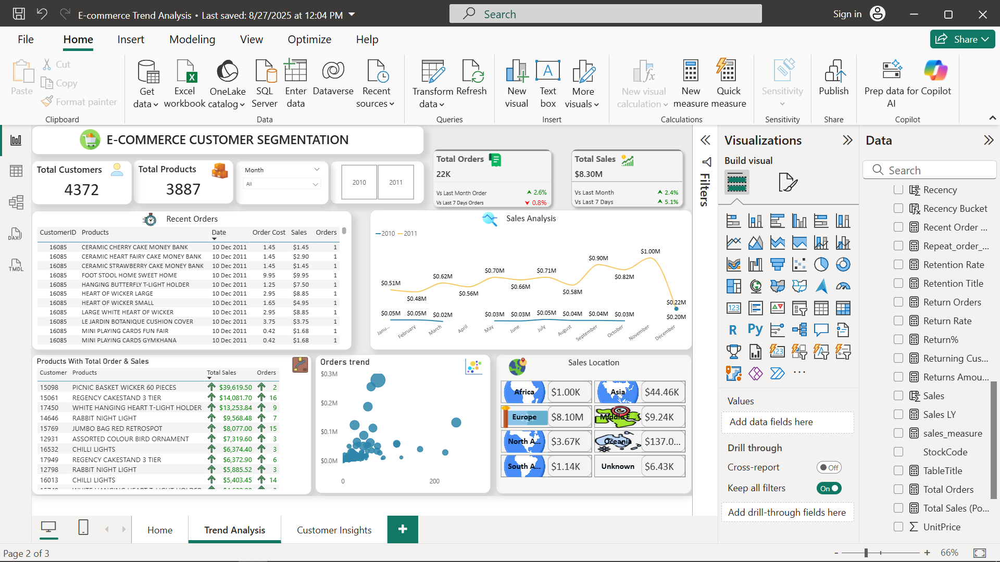 E-commerce Trend Analysis • Last saved: 8/27/2025 at 12:04 PM
Search
Sign in
File
Home
Insert
Modeling
View
Optimize
Help
Share
Paste
Cut
Copy
Format painter
Clipboard
Get data
Excel workbook
OneLake catalog
SQL Server
Enter data
Dataverse
Recent sources
Data
Transform data
Refresh
Queries
New visual
Text box
More visuals
Insert
New visual calculation
New measure
Quick measure
Calculations
Sensitivity
Sensitivity
Publish
Share
Prep data for AI
Copilot
Copilot
DAX
TMDL
E-COMMERCE CUSTOMER SEGMENTATION
Total Customers
4372
Total Products
3887
Month
All
2010
2011
Total Orders
22K
Vs Last Month Order 2.6%
Vs Last 7 Days Orders 0.8%
Total Sales
$8.30M
Vs Last Month 2.4%
Vs Last 7 Days 5.1%
Recent Orders
CustomerID Products Date Order Cost Sales Orders
16085 CERAMIC CHERRY CAKE MONEY BANK 10 Dec 2011 1.45 $1.45 1
16085 CERAMIC HEART FAIRY CAKE MONEY BANK 10 Dec 2011 1.45 $2.90 1
16085 CERAMIC STRAWBERRY CAKE MONEY BANK 10 Dec 2011 1.45 $1.45 1
16085 FOOT STOOL HOME SWEET HOME 10 Dec 2011 9.95 $9.95 1
16085 HANGING BUTTERFLY T-LIGHT HOLDER 10 Dec 2011 1.25 $7.50 1
16085 HEART OF WICKER LARGE 10 Dec 2011 2.95 $8.85 1
16085 HEART OF WICKER SMALL 10 Dec 2011 1.65 $4.95 1
16085 LARGE WHITE HEART OF WICKER 10 Dec 2011 2.95 $8.85 1
16085 LE JARDIN BOTANIQUE CUSHION COVER 10 Dec 2011 3.75 $3.75 1
16085 MINI PLAYING CARDS FUN FAIR 10 Dec 2011 0.42 $1.68 1
16085 MINI PLAYING CARDS GYMKHANA 10 Dec 2011 0.42 $1.68 1
Sales Analysis
2010 2011
$1.00M
$0.90M
$0.82M
$0.70M
$0.71M
$0.62M
$0.66M
$0.51M
$0.56M
$0.58M
$0.48M
$0.22M
$0.05M $0.05M $0.02M $0.03M $0.03M $0.05M $0.04M $0.04M $0.03M
$0.20M
Janu... February March April May June July August September October November December
Products With Total Order & Sales
Customer Products Total Sales Orders
15098 PICNIC BASKET WICKER 60 PIECES $39,619.50 2
15061 REGENCY CAKESTAND 3 TIER $14,081.70 16
17450 WHITE HANGING HEART T-LIGHT HOLDER $13,253.84 9
14646 RABBIT NIGHT LIGHT $9,568.48 7
15769 JUMBO BAG RED RETROSPOT $8,077.00 15
12931 ASSORTED COLOUR BIRD ORNAMENT $7,319.60 3
16532 CHILLI LIGHTS $6,374.40 3
17949 REGENCY CAKESTAND 3 TIER $6,372.90 6
12798 RABBIT NIGHT LIGHT $5,885.52 3
16013 CHILLI LIGHTS $5,403.45 14
Orders trend
$0.3M
$0.2M
$0.1M
$0.0M
0
200
Sales Location
Africa $1.00K
Asia $44.46K
Europe $8.10M
Middle E... $9.24K
North A... $3.67K
Oceania $137.0...
South A... $1.14K
Unknown $6.43K
Filters
Visualizations
Build visual
123
R
Py
123
Values
Add data fields here
Drill through
Cross-report
Off
Keep all filters
On
Add drill-through fields here
Data
Search
Recency
Recency Bucket
Recent Order ...
Repeat_order_...
Retention Rate
Retention Title
Return Orders
Return Rate
Return%
Returning Cus...
Returns Amou...
Sales
Sales LY
sales_measure
StockCode
TableTitle
Total Orders
Total Sales (Po...
UnitPrice
Home
Trend Analysis
Customer Insights
+
Page 2 of 3
- + 66%